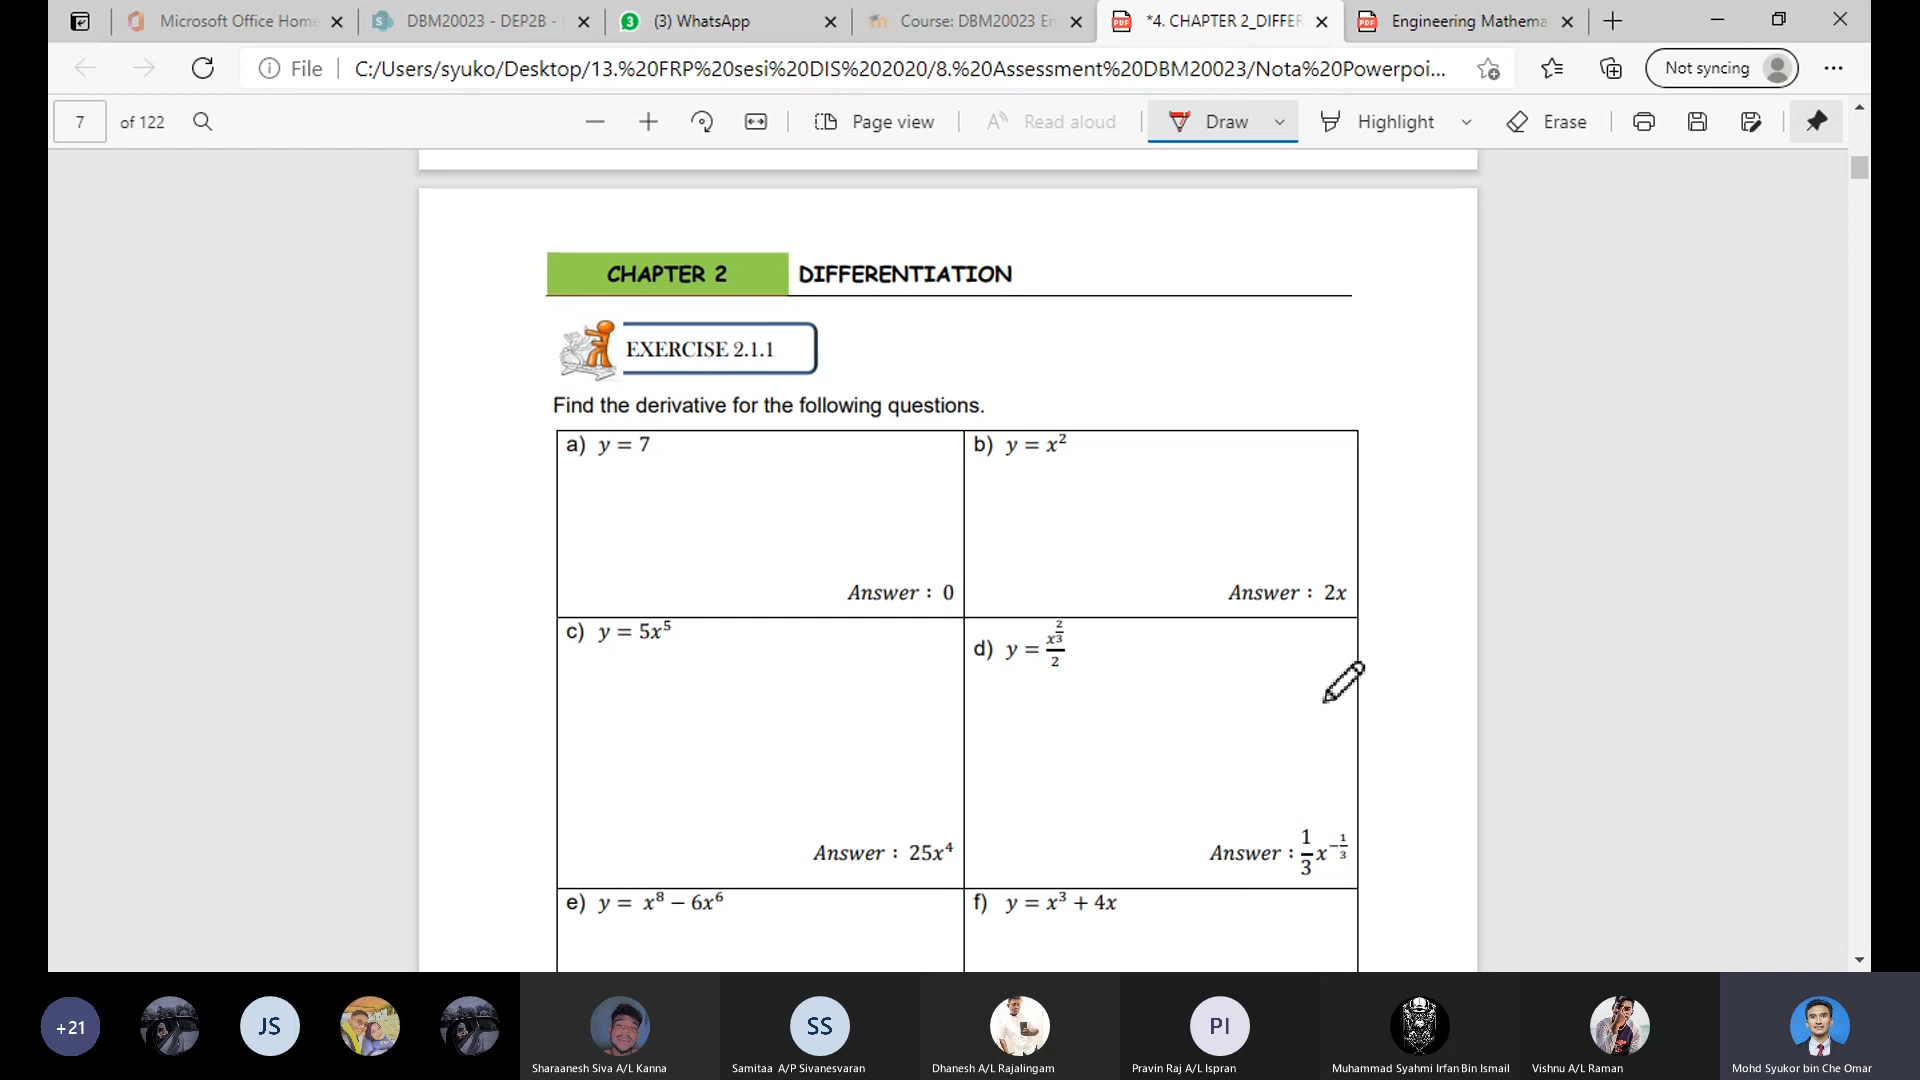 Microsoft Office Home
DBM20023 - DEP2B -
3
(3) WhatsApp
Course: DBM20023 En
PDF
*4. CHAPTER 2_DIFFER
PDF
Engineering Mathema
File
C:/Users/syuko/Desktop/13.%20FRP%20sesi%20DIS%202020/8.%20Assessment%20DBM20023/Nota%20Powerpoi...
Not syncing
7
of 122
Page view
Read aloud
Draw
Highlight
Erase
CHAPTER 2
DIFFERENTIATION
EXERCISE 2.1.1
Find the derivative for the following questions.
a) y = 7
Answer : 0
b) y = x²
Answer : 2x
c) y = 5x⁵
Answer : 25x⁴
d) y = x^(2/3)/2
Answer : 1/3 x^(-1/3)
e) y = x⁸ − 6x⁶
f) y = x³ + 4x
+21
JS
Sharaanesh Siva A/L Kanna
SS
Samitaa A/P Sivanesvaran
Dhanesh A/L Rajalingam
PI
Pravin Raj A/L Ispran
Muhammad Syahmi Irfan Bin Ismail
Vishnu A/L Raman
Mohd Syukor bin Che Omar